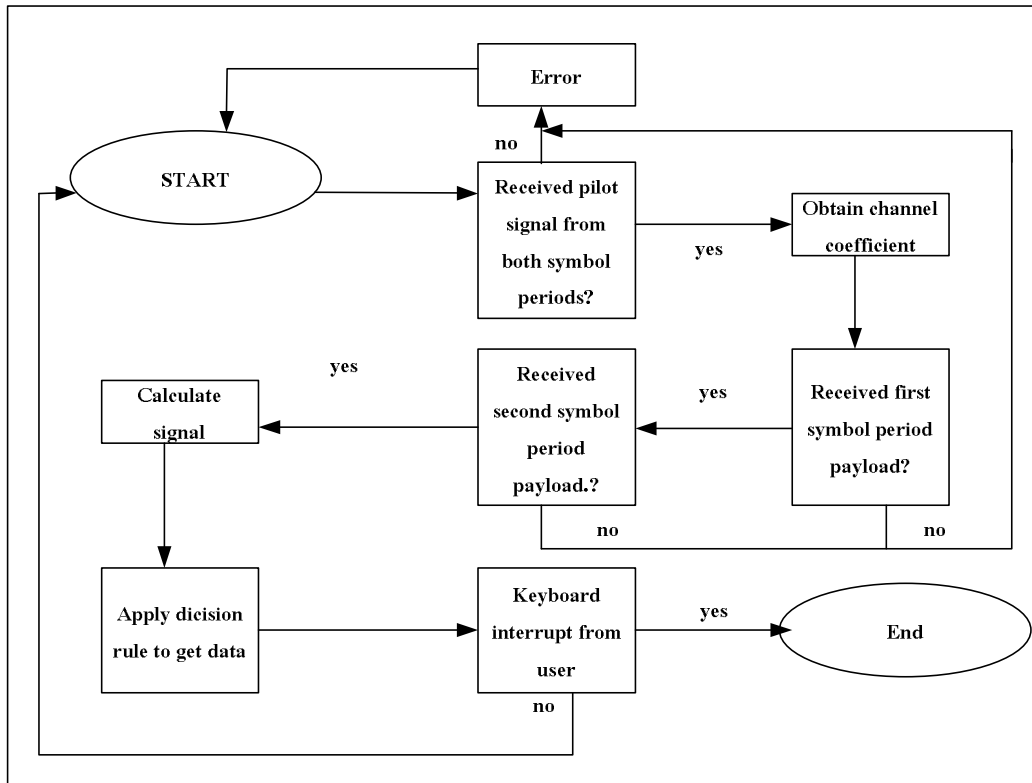 Error
no
START
Received pilot
signal from
both symbol
periods?
yes
Obtain channel
coefficient
Received first
symbol period
payload?
yes
no
Received
second symbol
period
payload.?
yes
no
Calculate
signal
Apply dicision
rule to get data
Keyboard
interrupt from
user
yes
no
End